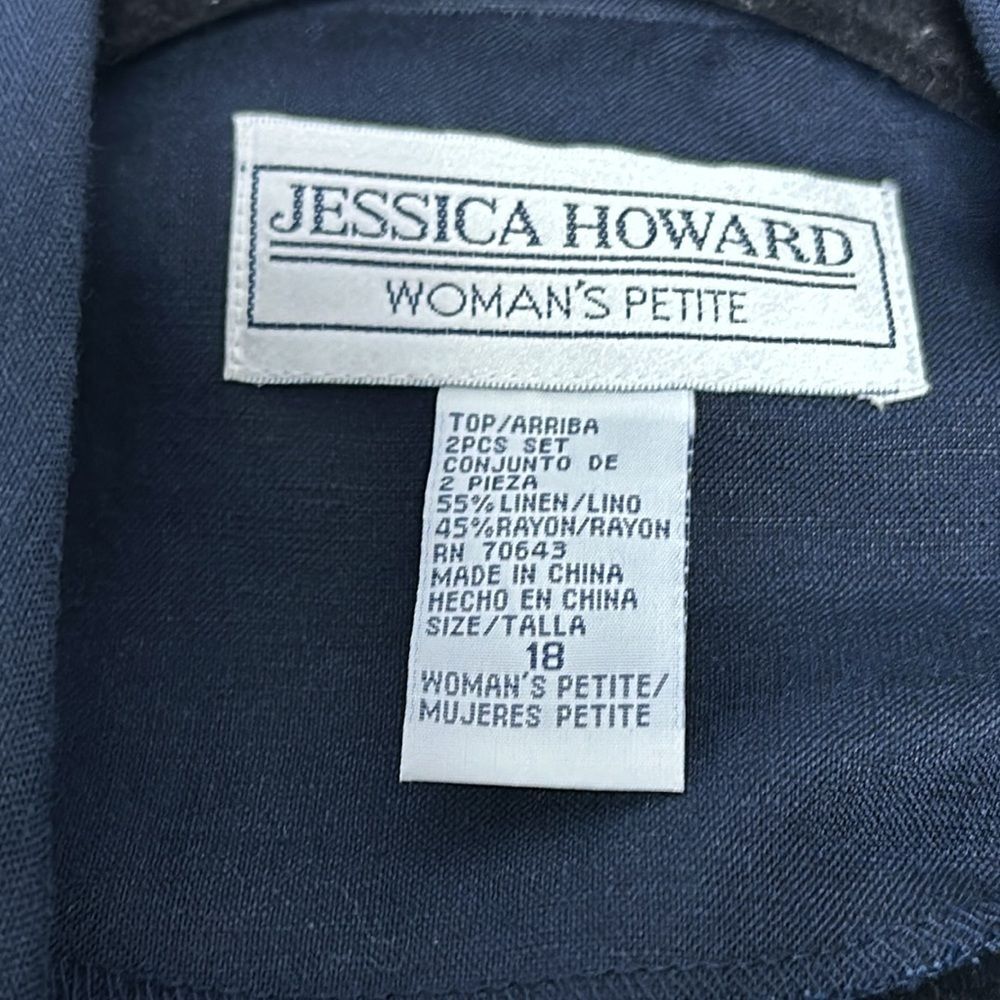 JESSICA HOWARD
WOMAN'S PETITE
TOP/ARRIBA
2PCS SET
CONJUNTO DE
2 PIEZA
55% LINEN/LINO
45%RAYON/RAYON
RN 70643
MADE IN CHINA
HECHO EN CHINA
SIZE/TALLA
18
WOMAN'S PETITE/
MUJERES PETITE